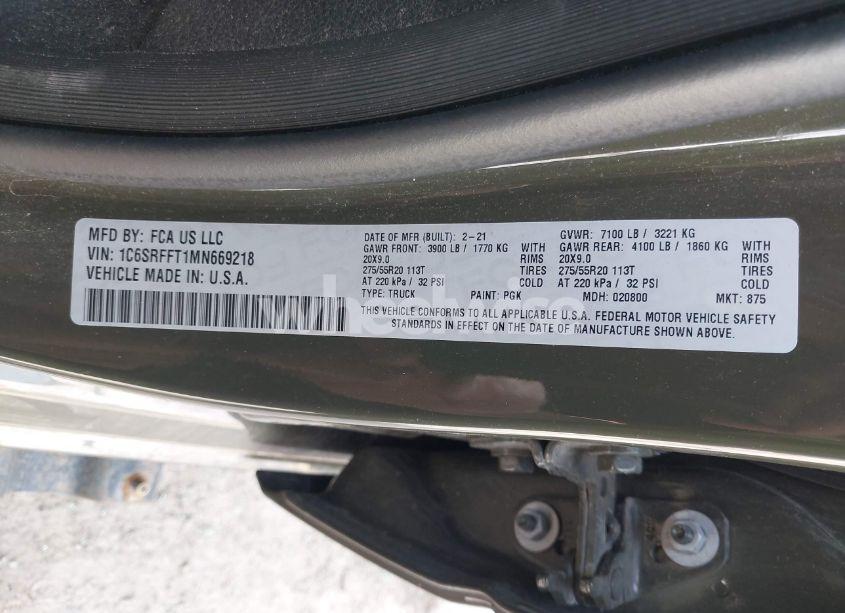 MFD BY: FCA US LLC
VIN: 1C6SRFFT1MN669218
VEHICLE MADE IN: U.S.A.
DATE OF MFR (BUILT): 2-21
GAWR FRONT: 3900 LB / 1770 KG WITH
20X9.0 RIMS
275/55R20 113T TIRES
AT 220 kPa / 32 PSI COLD
GVWR: 7100 LB / 3221 KG
GAWR REAR: 4100 LB / 1860 KG WITH
20X9.0 RIMS
275/55R20 113T TIRES
AT 220 kPa / 32 PSI COLD
TYPE: TRUCK PAINT: PGK MDH: 020800 MKT: 875
THIS VEHICLE CONFORMS TO ALL APPLICABLE U.S.A. FEDERAL MOTOR VEHICLE SAFETY
STANDARDS IN EFFECT ON THE DATE OF MANUFACTURE SHOWN ABOVE.